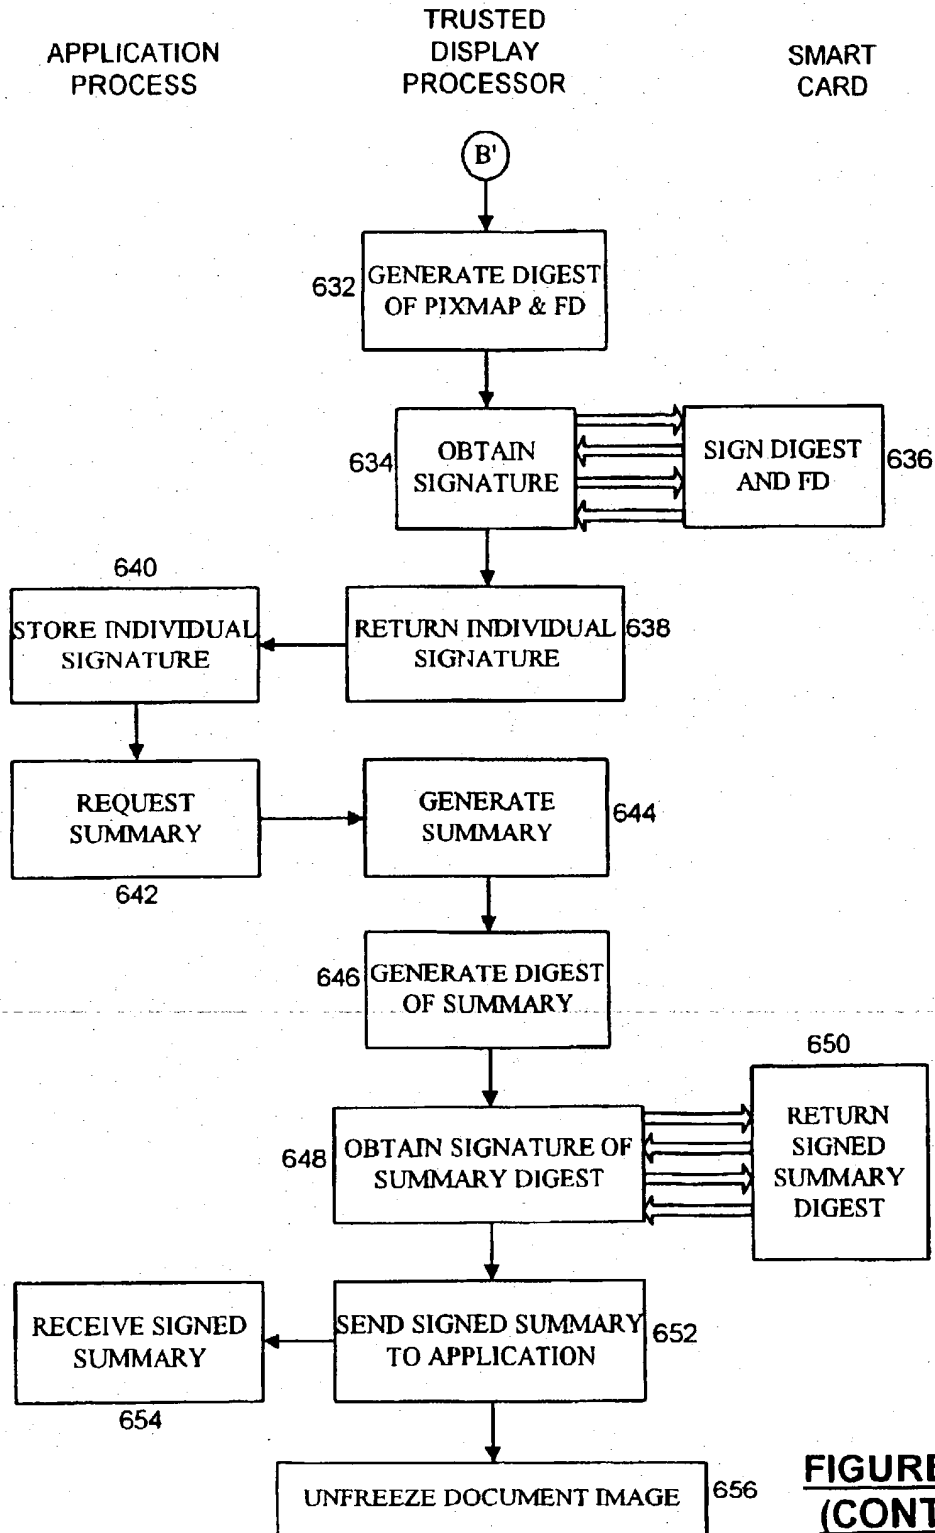 APPLICATION
PROCESS
TRUSTED
DISPLAY
PROCESSOR
SMART
CARD
B'
632
GENERATE DIGEST
OF PIXMAP & FD
634
OBTAIN
SIGNATURE
SIGN DIGEST
AND FD
636
640
STORE INDIVIDUAL
SIGNATURE
RETURN INDIVIDUAL
SIGNATURE
638
REQUEST
SUMMARY
642
GENERATE
SUMMARY
644
646
GENERATE DIGEST
OF SUMMARY
650
648
OBTAIN SIGNATURE OF
SUMMARY DIGEST
RETURN
SIGNED
SUMMARY
DIGEST
RECEIVE SIGNED
SUMMARY
654
SEND SIGNED SUMMARY
TO APPLICATION
652
UNFREEZE DOCUMENT IMAGE
656
FIGURE
(CONT